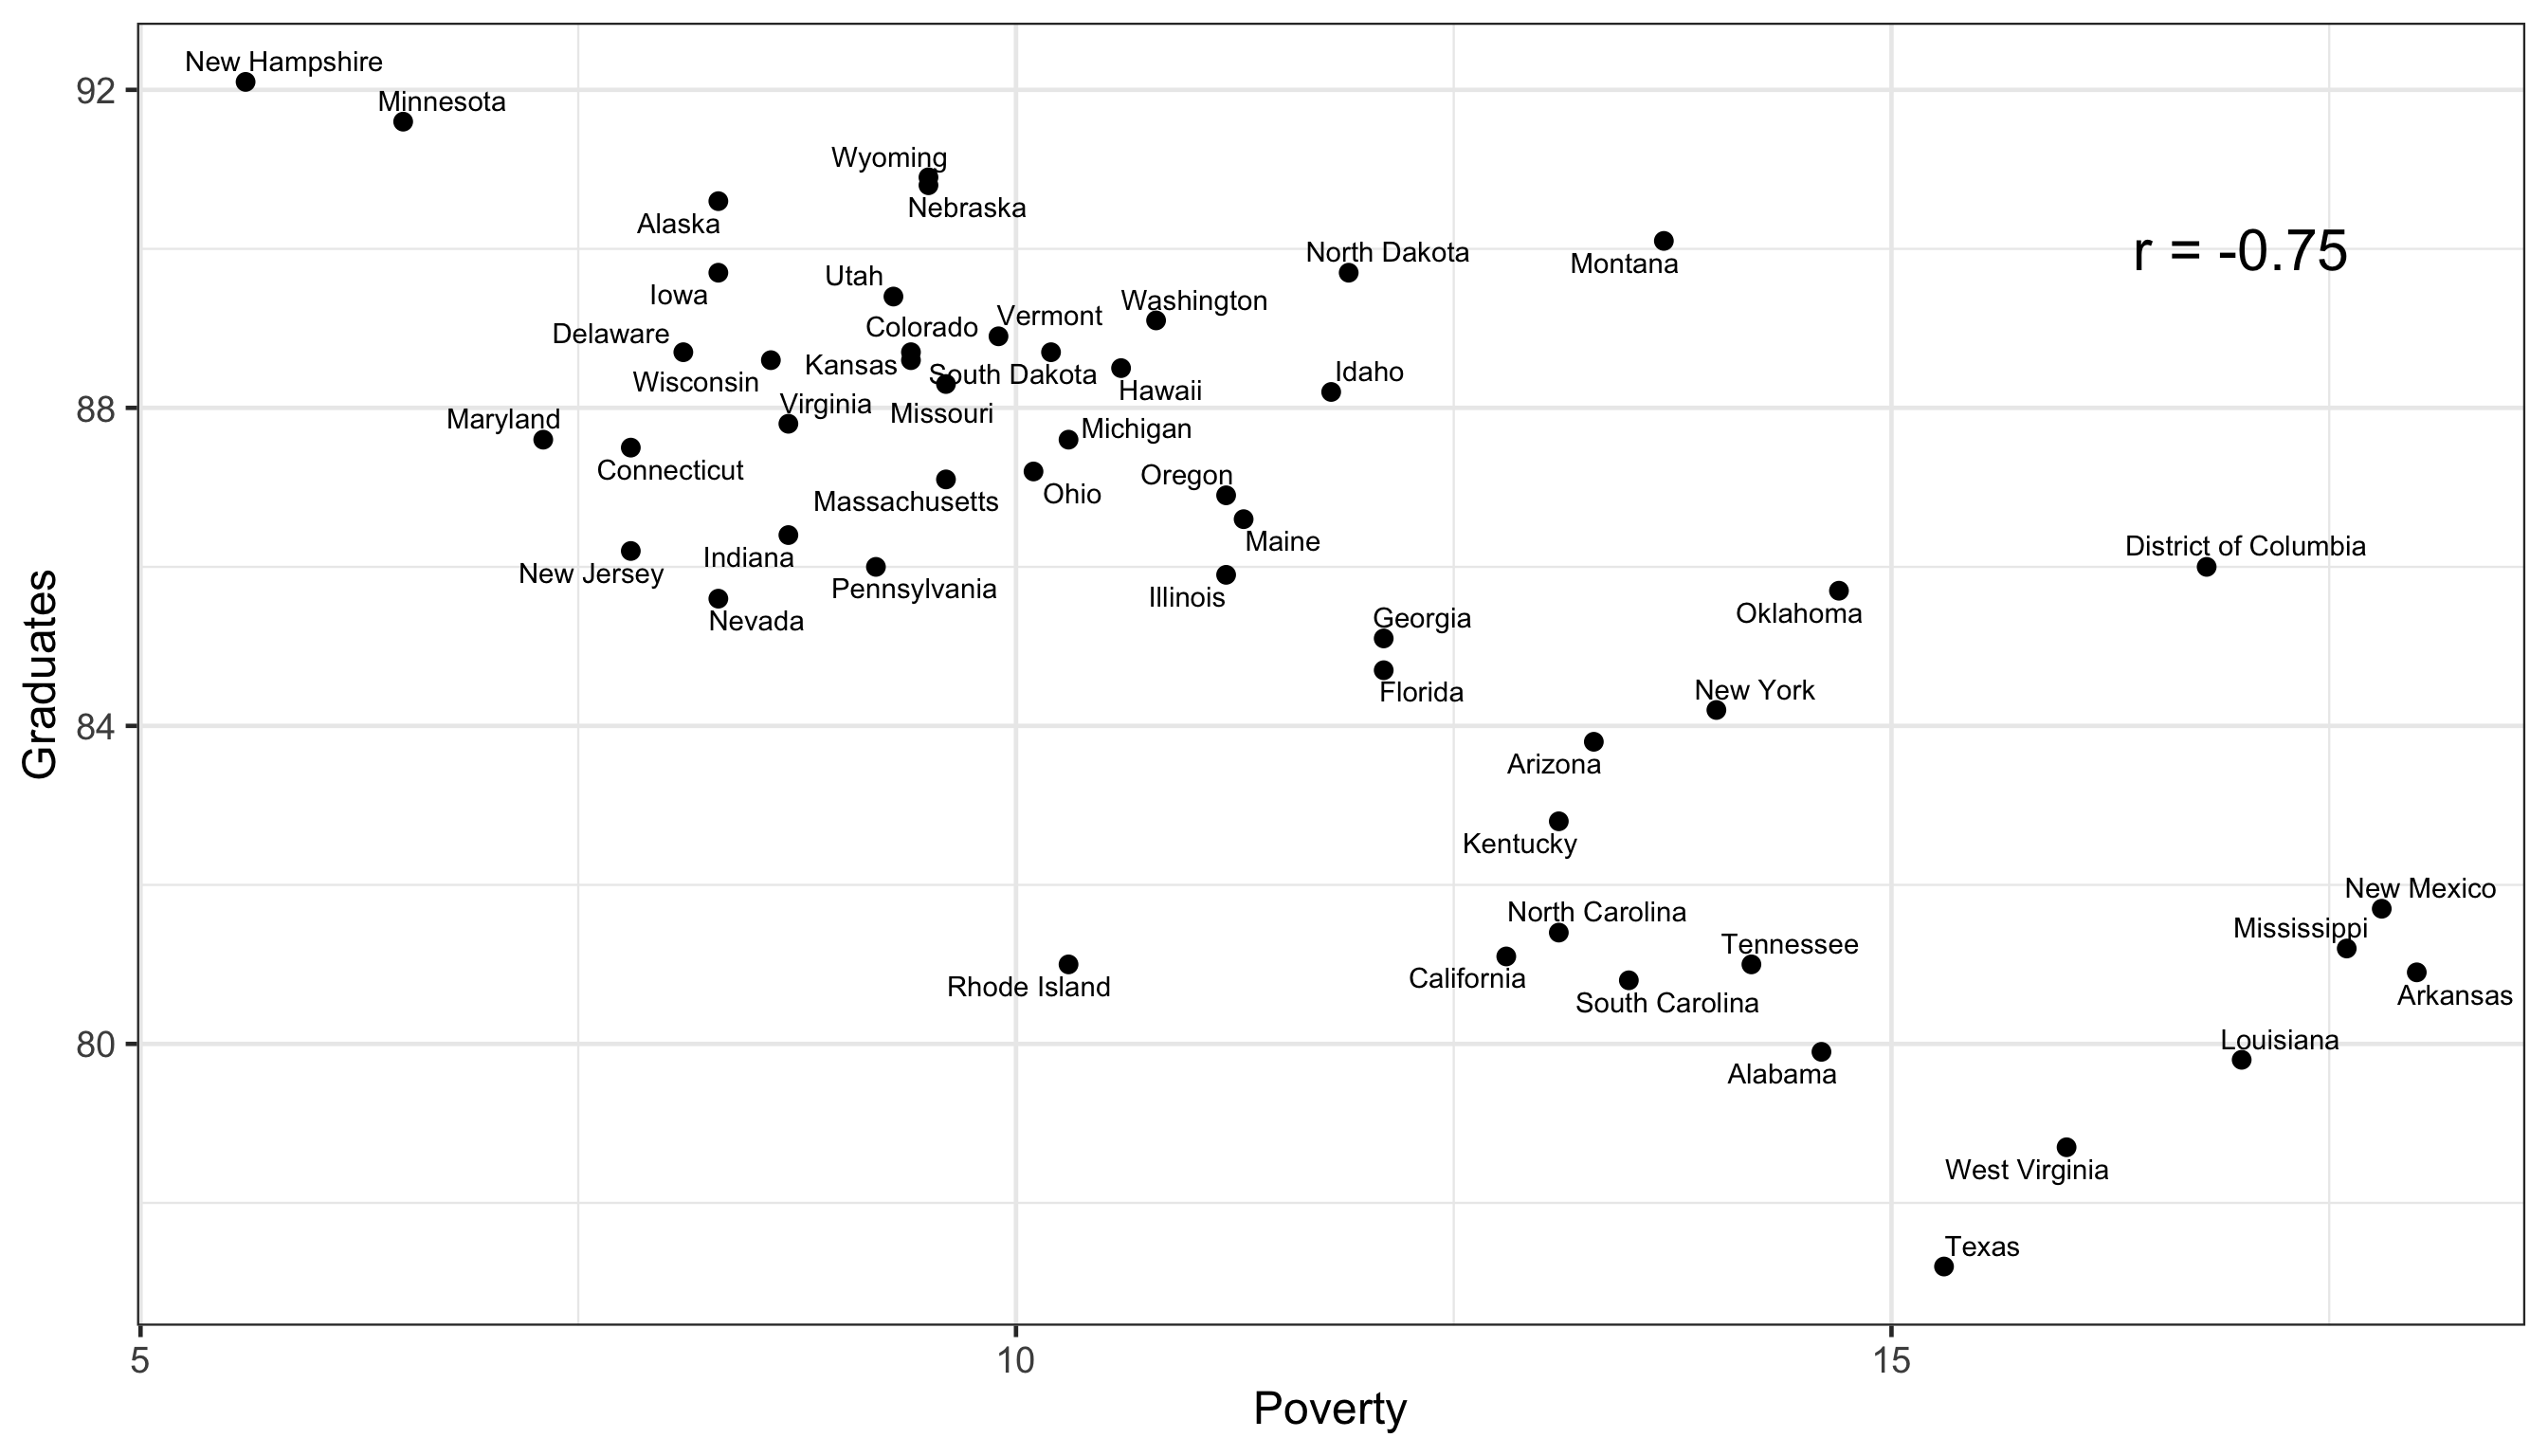 New Hampshire
92
Minnesota
Wyoming
Nebraska
Alaska
r = -0.75
North Dakota
Montana
Utah
Iowa
Washington
Vermont
Colorado
Delaware
Kansas
South Dakota
Idaho
Wisconsin
Hawaii
Virginia
88
Missouri
Maryland
Michigan
Connecticut
Oregon
Ohio
Massachusetts
Maine
District of Columbia
Indiana
New Jersey
Pennsylvania
Illinois
Oklahoma
Georgia
Nevada
Graduates
New York
Florida
84
Arizona
Kentucky
New Mexico
North Carolina
Mississippi
Tennessee
California
Rhode Island
Arkansas
South Carolina
Louisiana
80
Alabama
West Virginia
Texas
5
10
15
Poverty